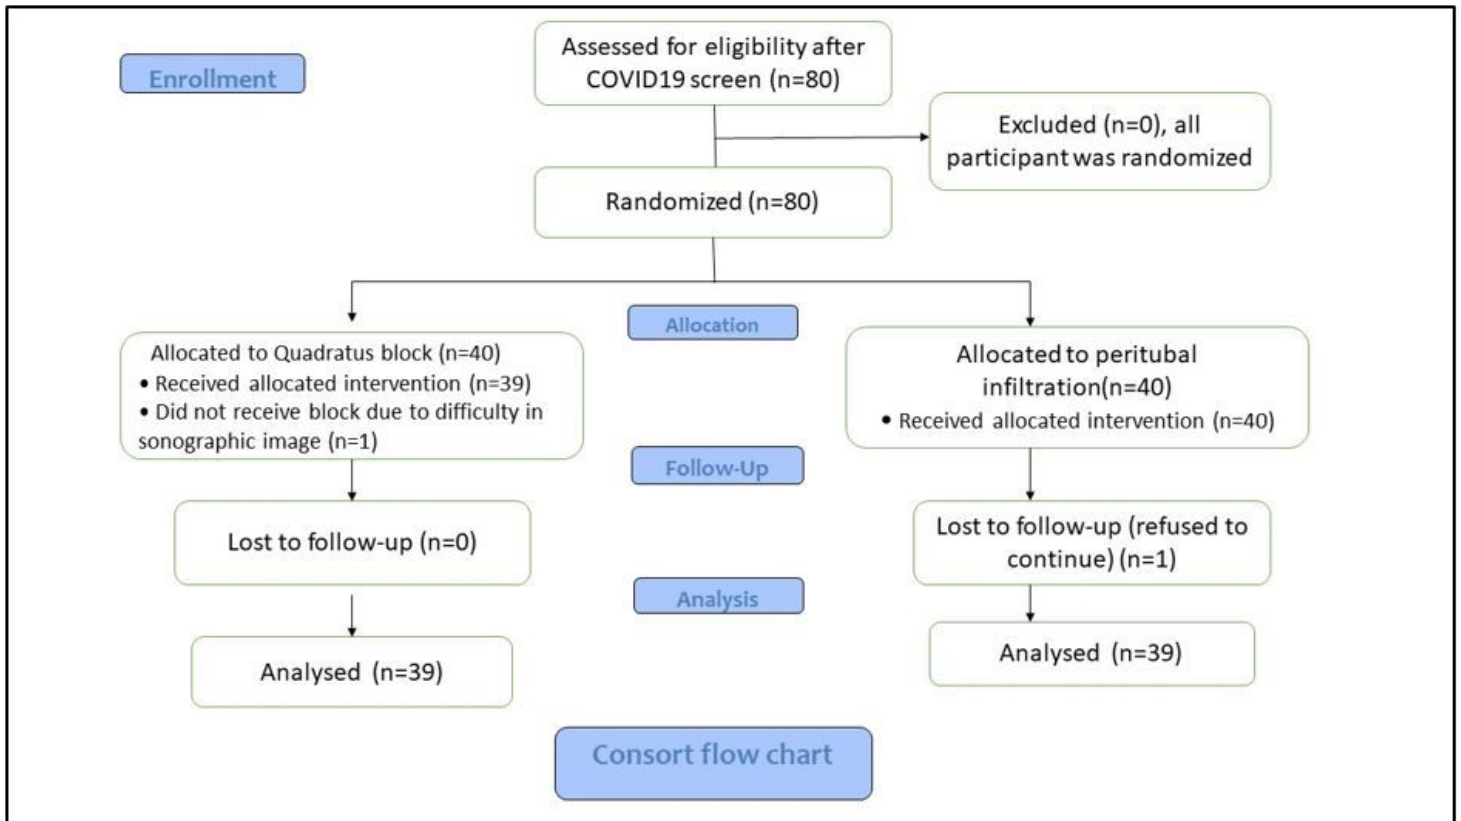 Enrollment
Assessed for eligibility after
COVID19 screen (n=80)
Excluded (n=0), all
participant was randomized
Randomized (n=80)
Allocation
Allocated to Quadratus block (n=40)
• Received allocated intervention (n=39)
• Did not receive block due to difficulty in
sonographic image (n=1)
Allocated to peritubal
infiltration(n=40)
• Received allocated intervention (n=40)
Follow-Up
Lost to follow-up (n=0)
Lost to follow-up (refused to
continue) (n=1)
Analysis
Analysed (n=39)
Analysed (n=39)
Consort flow chart